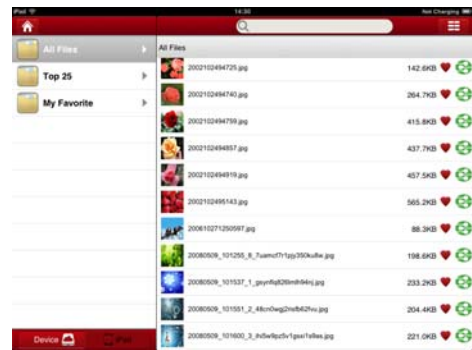 iPad
14:30
Not Charging
All Files
Top 25
My Favorite
All Files
2002102494725.jpg 142.6KB
2002102494740.jpg 264.7KB
2002102494759.jpg 415.8KB
2002102494857.jpg 437.7KB
2002102494919.jpg 457.5KB
2002102495143.jpg 565.2KB
200610271250597.jpg 88.3KB
198.6KB
233.2KB
204.4KB
221.0KB
Device
iPad